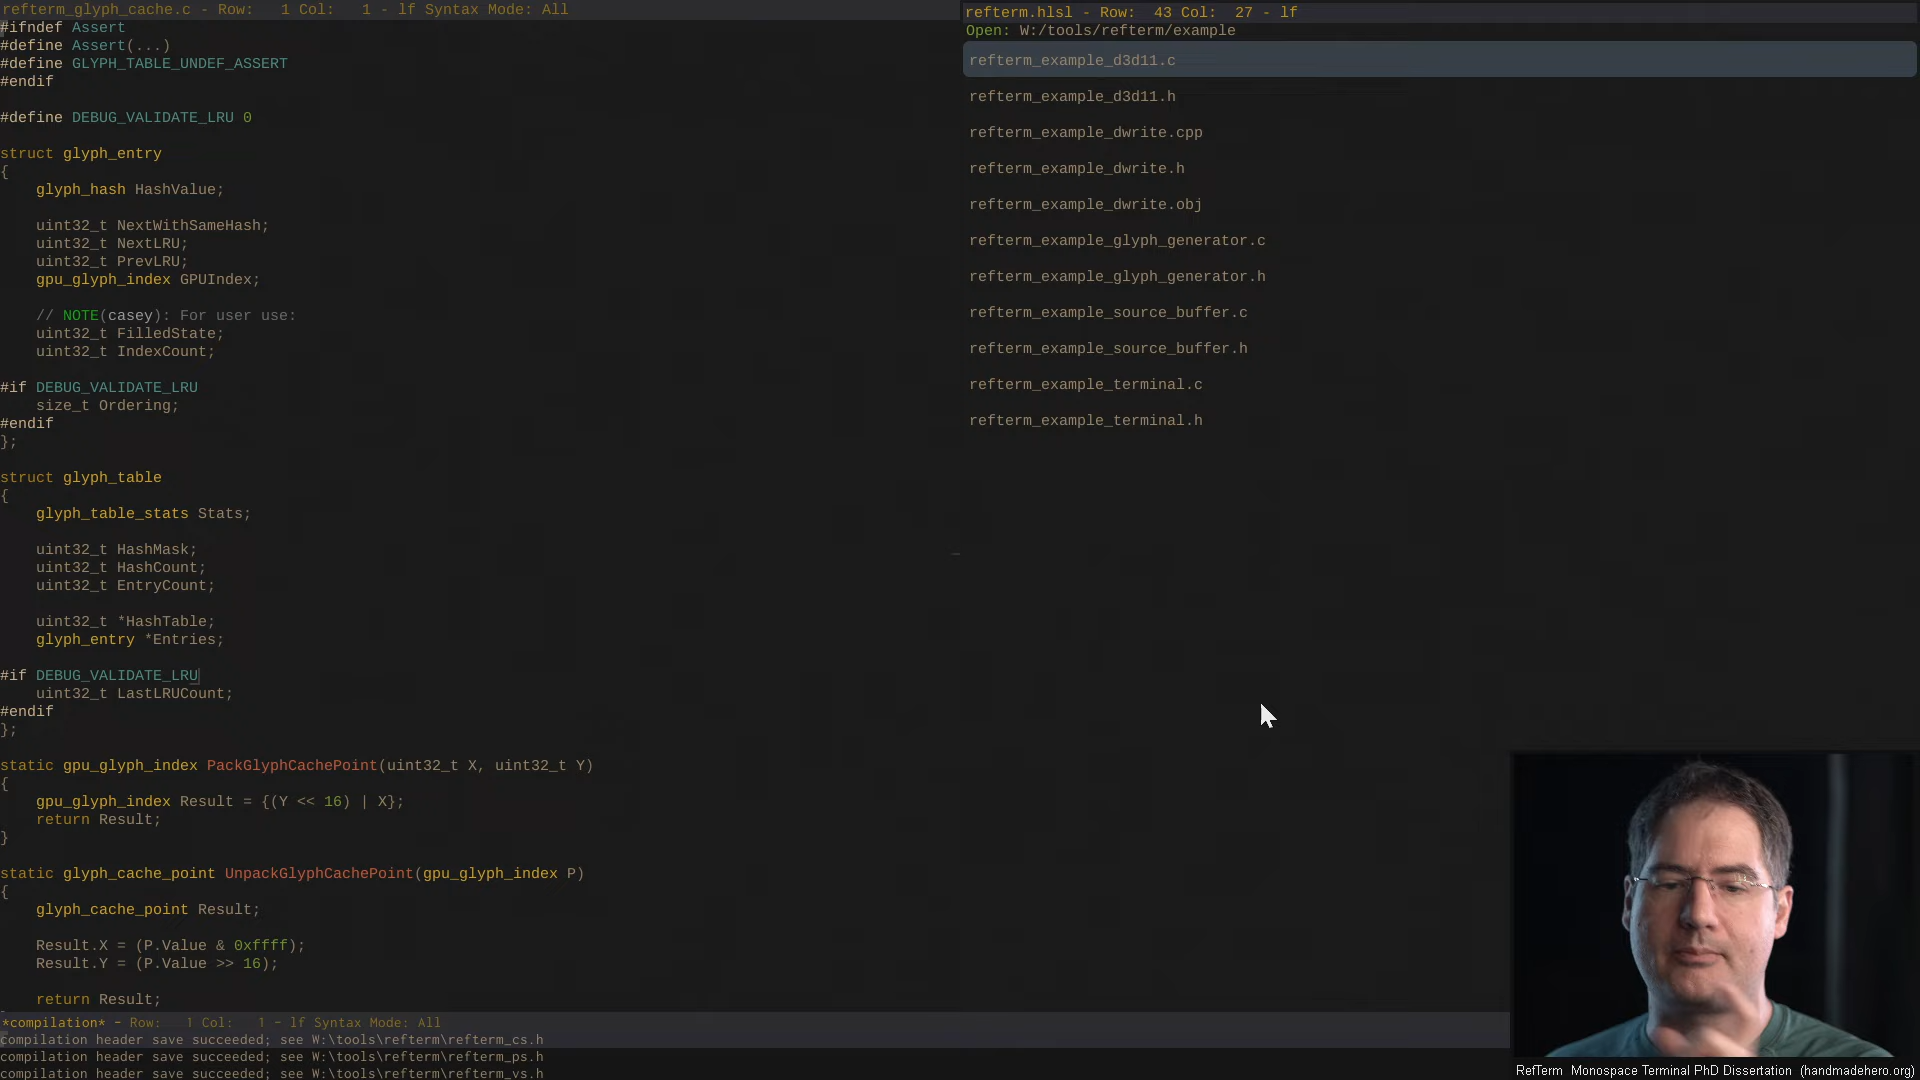 refterm_glyph_cache.c - Row:   1 Col:   1 - lf Syntax Mode: All
#ifndef Assert
#define Assert(...)
#define GLYPH_TABLE_UNDEF_ASSERT
#endif
#define DEBUG_VALIDATE_LRU 0
struct glyph_entry
{
    glyph_hash HashValue;
    uint32_t NextWithSameHash;
    uint32_t NextLRU;
    uint32_t PrevLRU;
    gpu_glyph_index GPUIndex;
    // NOTE(casey): For user use:
    uint32_t FilledState;
    uint32_t IndexCount;
#if DEBUG_VALIDATE_LRU
    size_t Ordering;
#endif
};
struct glyph_table
{
    glyph_table_stats Stats;
    uint32_t HashMask;
    uint32_t HashCount;
    uint32_t EntryCount;
    uint32_t *HashTable;
    glyph_entry *Entries;
#if DEBUG_VALIDATE_LRU
    uint32_t LastLRUCount;
#endif
};
static gpu_glyph_index PackGlyphCachePoint(uint32_t X, uint32_t Y)
{
    gpu_glyph_index Result = {(Y << 16) | X};
    return Result;
}
static glyph_cache_point UnpackGlyphCachePoint(gpu_glyph_index P)
{
    glyph_cache_point Result;
    Result.X = (P.Value & 0xffff);
    Result.Y = (P.Value >> 16);
    return Result;
*compilation* - Row:   1 Col:   1 - lf Syntax Mode: All
compilation header save succeeded; see W:\tools\refterm\refterm_cs.h
compilation header save succeeded; see W:\tools\refterm\refterm_ps.h
compilation header save succeeded; see W:\tools\refterm\refterm_vs.h
refterm.hlsl - Row:  43 Col:  27 - lf
Open: W:/tools/refterm/example
refterm_example_d3d11.c
refterm_example_d3d11.h
refterm_example_dwrite.cpp
refterm_example_dwrite.h
refterm_example_dwrite.obj
refterm_example_glyph_generator.c
refterm_example_glyph_generator.h
refterm_example_source_buffer.c
refterm_example_source_buffer.h
refterm_example_terminal.c
refterm_example_terminal.h
RefTerm  Monospace Terminal PhD Dissertation  (handmadehero.org)